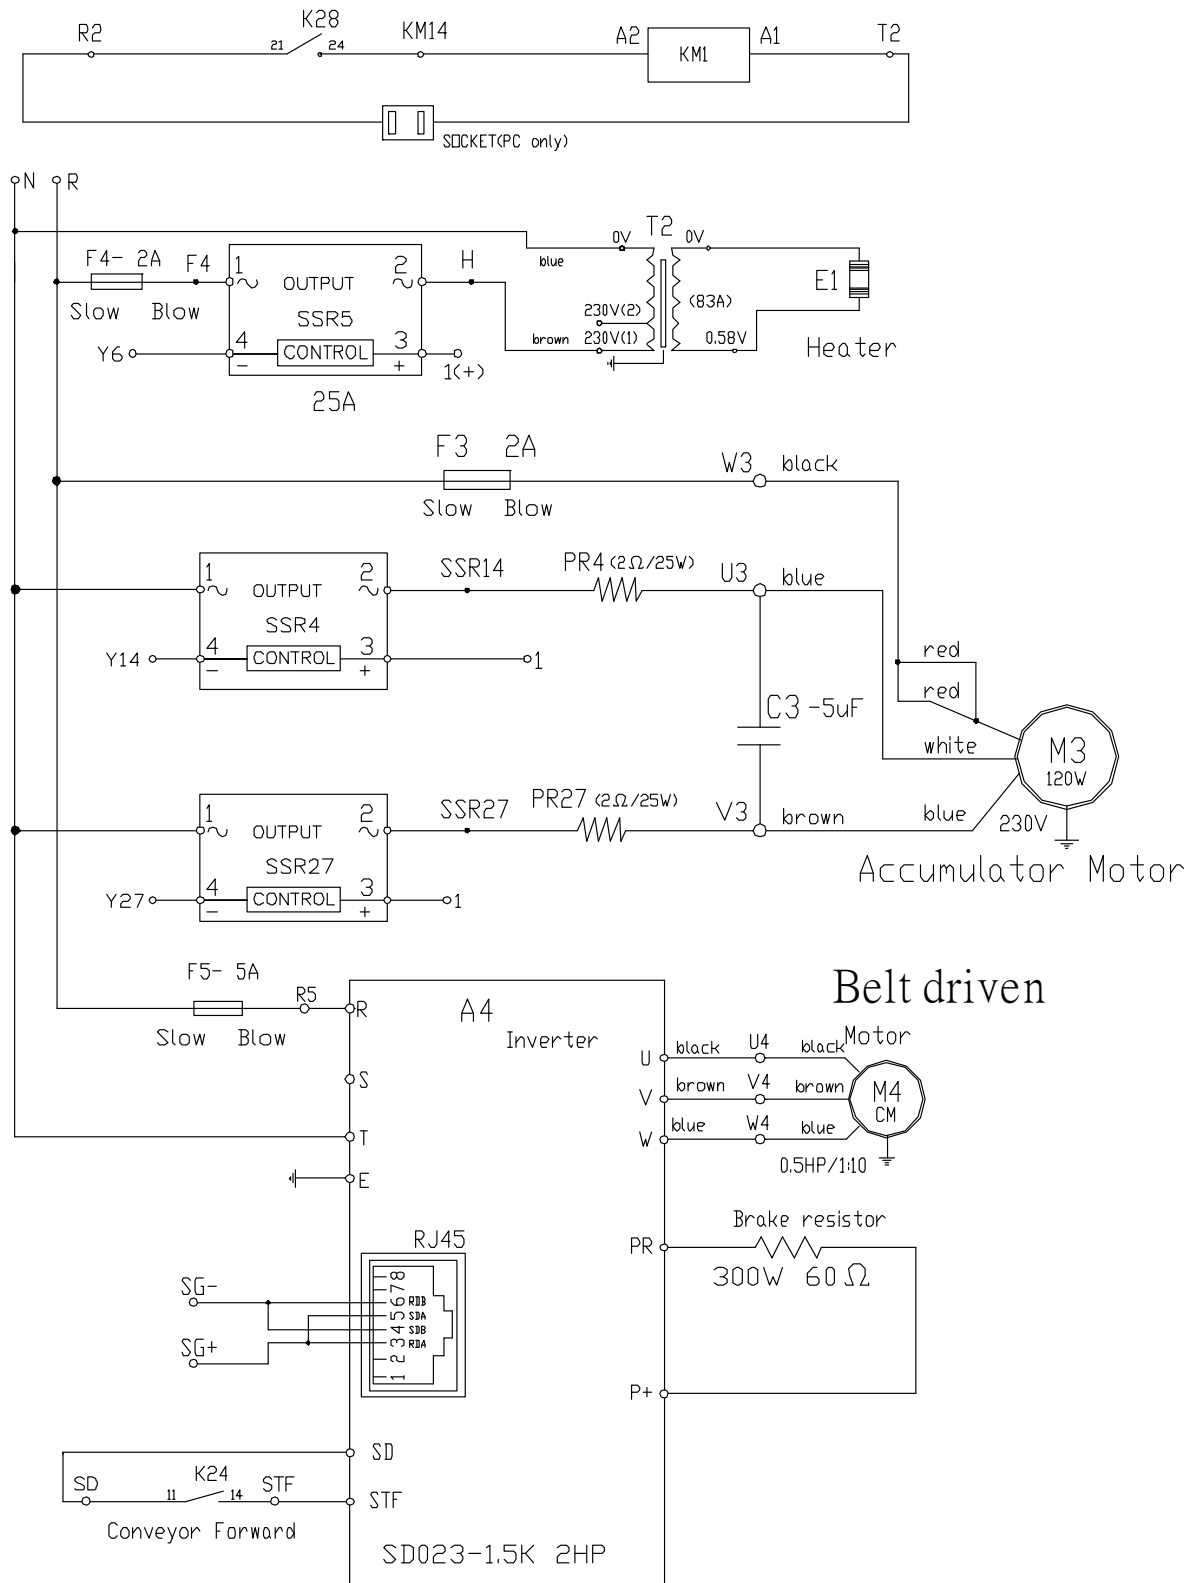 R2
K28
21
24
KM14
A2
KM1
A1
T2
SOCKET(PC only)
N
R
F4- 2A
F4
Slow Blow
1
OUTPUT
2
SSR5
Y6
4
CONTROL
3
-
+
1(+)
25A
H
blue
brown
T2
0V
0V
230V(2)
230V(1)
(83A)
0.58V
E1
Heater
F3 2A
Slow Blow
W3
black
1
OUTPUT
2
SSR4
Y14
4
CONTROL
3
-
+
1
SSR14
PR4(2Ω/25W)
U3
blue
C3-5uF
red
red
white
blue
M3
120W
230V
Accumulator Motor
1
OUTPUT
2
SSR27
Y27
4
CONTROL
3
-
+
1
SSR27
PR27(2Ω/25W)
V3
brown
F5- 5A
Slow Blow
R5
R
A4
Inverter
S
T
E
Belt driven
Motor
U
black
U4
black
V
brown
V4
brown
W
blue
W4
blue
M4
CM
0.5HP/1:10
Brake resistor
PR
300W 60Ω
P+
RJ45
SG-
SG+
8
7
6 RDB
5 SDA
4 SDB
3 RDA
2
1
SD
SD
K24
11
14
STF
STF
Conveyor Forward
SD023-1.5K 2HP